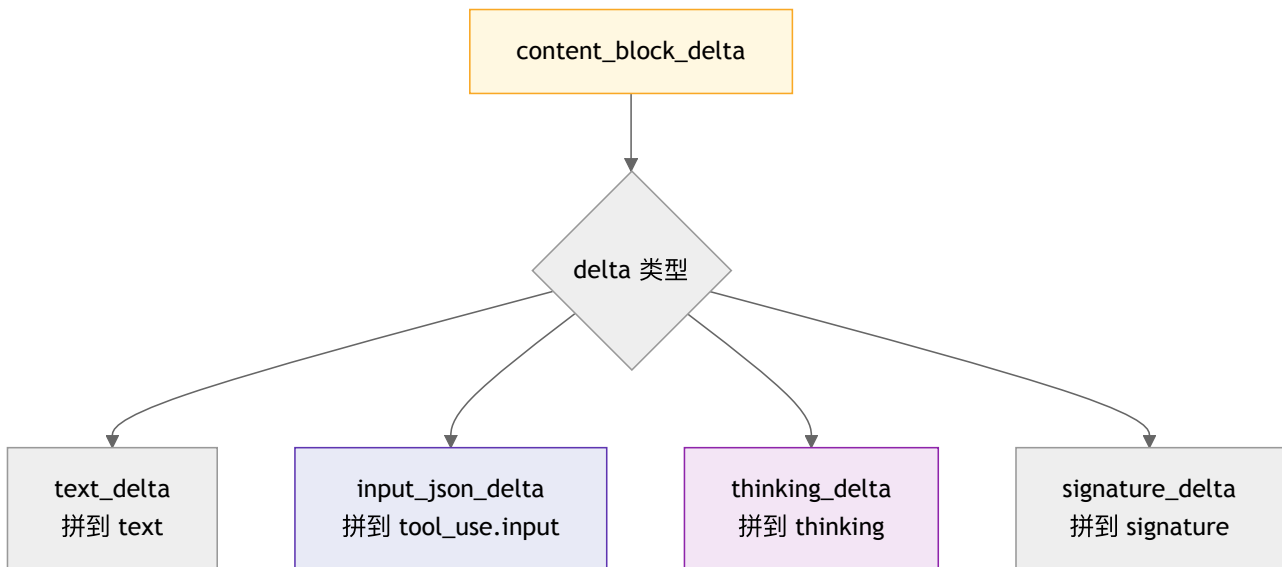 content_block_delta
delta 类型
text_delta
拼到 text
input_json_delta
拼到 tool_use.input
thinking_delta
拼到 thinking
signature_delta
拼到 signature